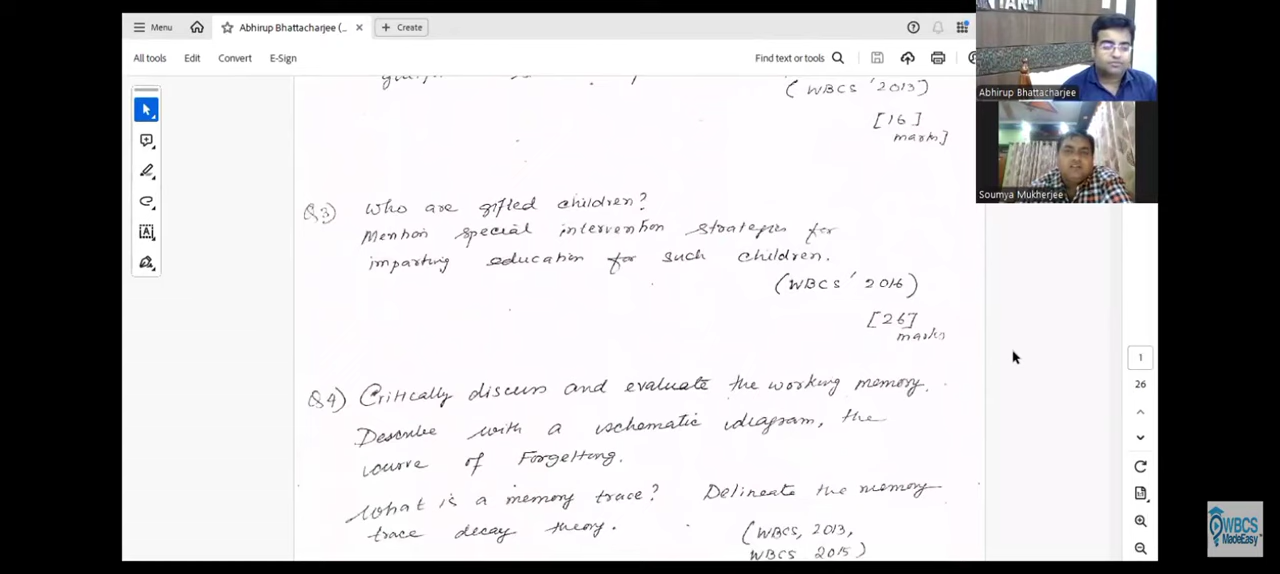 Menu
Abhirup Bhattacharjee (...
Create
All tools Edit Convert E-Sign
Find text or tools
Abhirup Bhattacharjee
Soumya Mukherjee
(WBCS '2013)
[16]
marks]
Q3) Who are gifted children?
Mention special intervention strategies for
imparting education for such children.
(WBCS '2016)
[26]
marks
Q4) Critically discuss and evaluate the working memory.
Describe with a schematic diagram, the
course of Forgetting.
What is a memory trace? Delineate the memory
trace decay theory.
(WBCS, 2013,
WBCS 2015)
1
26
WBCS
MadeEasy